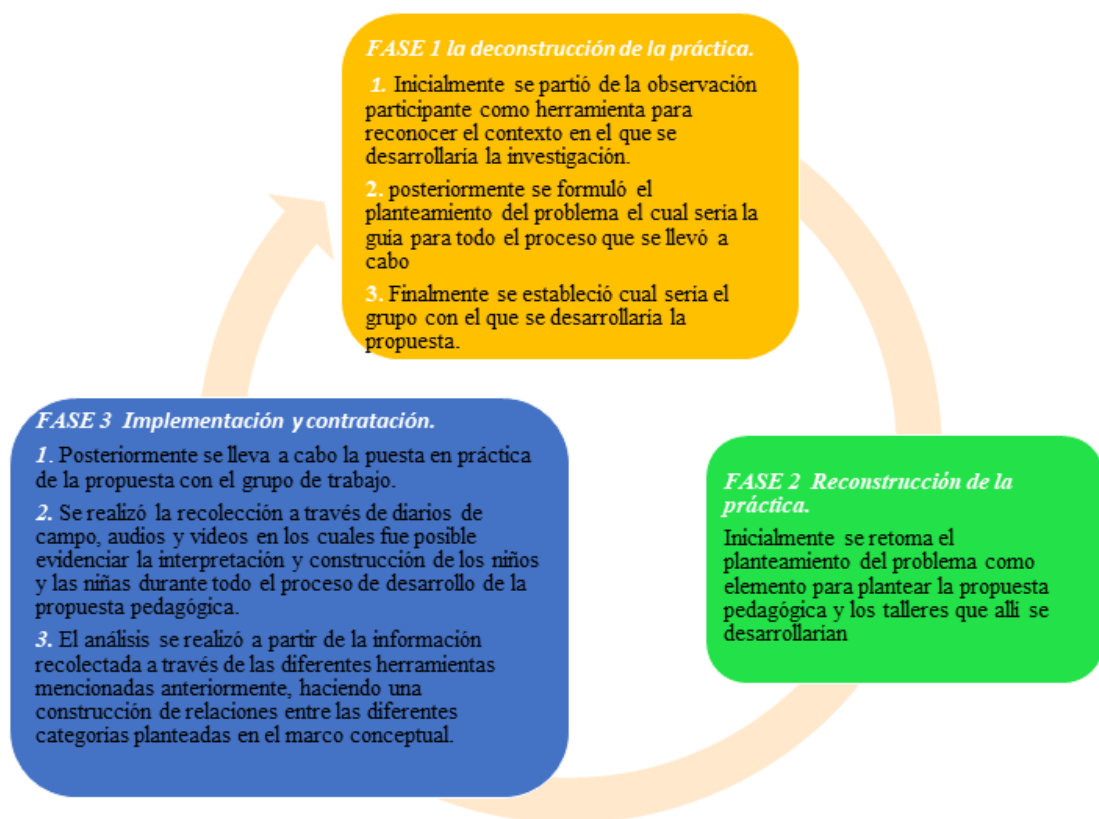 FASE 1 la deconstrucción de la práctica.
1. Inicialmente se partió de la observación
participante como herramienta para
reconocer el contexto en el que se
desarrollaría la investigación.
2. posteriormente se formuló el
planteamiento del problema el cual sería la
guía para todo el proceso que se llevó a
cabo
3. Finalmente se estableció cual sería el
grupo con el que se desarrollaría la
propuesta.
FASE 2 Reconstrucción de la
práctica.
Inicialmente se retoma el
planteamiento del problema como
elemento para plantear la propuesta
pedagógica y los talleres que allí se
desarrollarían
FASE 3 Implementación y contratación.
1. Posteriormente se lleva a cabo la puesta en práctica
de la propuesta con el grupo de trabajo.
2. Se realizó la recolección a través de diarios de
campo, audios y videos en los cuales fue posible
evidenciar la interpretación y construcción de los niños
y las niñas durante todo el proceso de desarrollo de la
propuesta pedagógica.
3. El análisis se realizó a partir de la información
recolectada a través de las diferentes herramientas
mencionadas anteriormente, haciendo una
construcción de relaciones entre las diferentes
categorías planteadas en el marco conceptual.